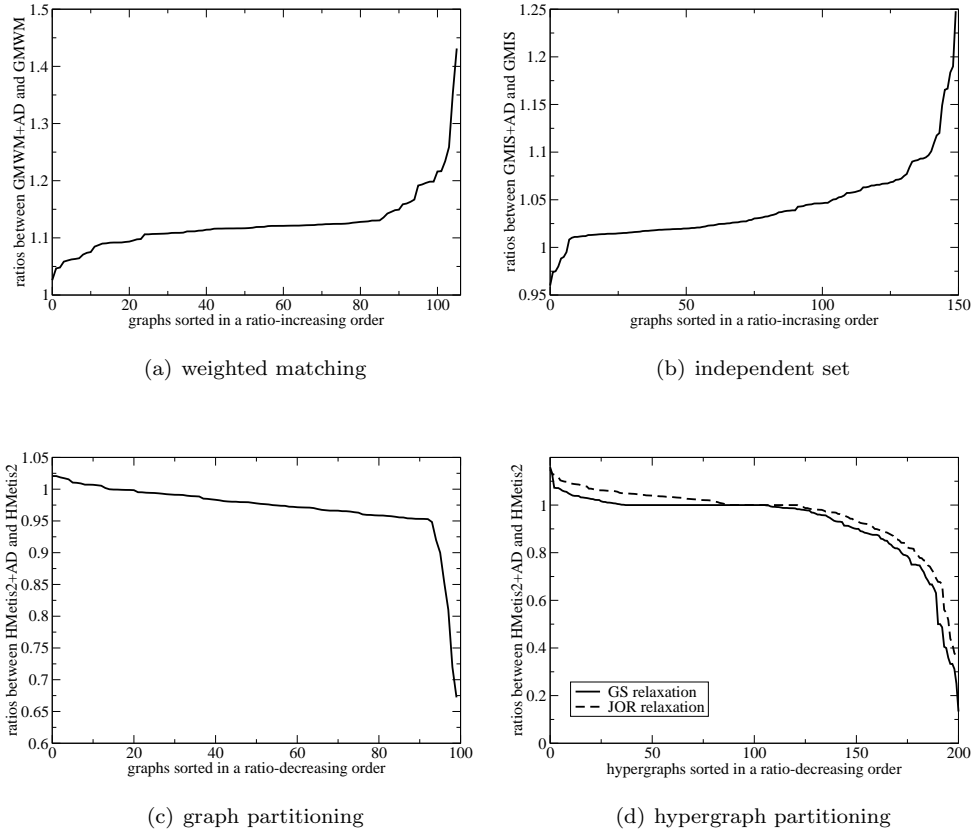 1.5
1.4
1.3
1.2
1.1
1
ratios between GMWM+AD and GMWM
0 20 40 60 80 100
graphs sorted in a ratio-increasing order
(a) weighted matching
1.25
1.2
1.15
1.1
1.05
1
0.95
ratios between GMIS+AD and GMIS
0 50 100 150
graphs sorted in a ratio-incrasing order
(b) independent set
1.05
1
0.95
0.9
0.85
0.8
0.75
0.7
0.65
0.6
ratios between HMetis2+AD and HMetis2
0 20 40 60 80 100
graphs sorted in a ratio-decreasing order
(c) graph partitioning
1
0.8
0.6
0.4
0.2
0
ratios between HMetis2+AD and HMetis2
GS relaxation
JOR relaxation
0 50 100 150 200
hypergraphs sorted in a ratio-decreasing order
(d) hypergraph partitioning